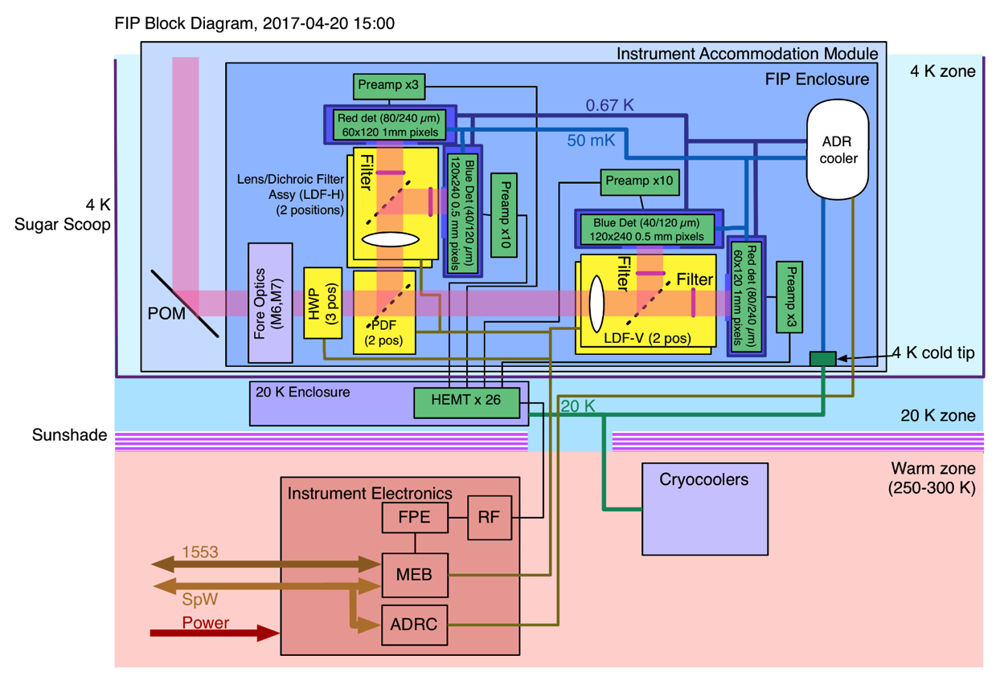 FIP Block Diagram, 2017-04-20 15:00
Instrument Accommodation Module
FIP Enclosure
4 K zone
Preamp x3
0.67 K
Red det (80/240 µm)
60x120 1mm pixels
50 mK
ADR
cooler
Filter
Blue Det (40/120 µm)
120x240 0.5 mm pixels
Preamp x10
Lens/Dichroic Filter
Assy (LDF-H)
(2 positions)
Preamp x10
4 K
Sugar Scoop
Blue Det (40/120 µm)
120x240 0.5 mm pixels
Red det (80/240 µm)
60x120 1mm pixels
Preamp x3
Filter
Filter
POM
Fore Optics
(M6,M7)
HWP
(3 pos)
PDF
(2 pos)
LDF-V (2 pos)
4 K cold tip
20 K Enclosure
HEMT x 26
20 K
20 K zone
Sunshade
Warm zone
(250-300 K)
Cryocoolers
Instrument Electronics
FPE
RF
1553
MEB
SpW
Power
ADRC